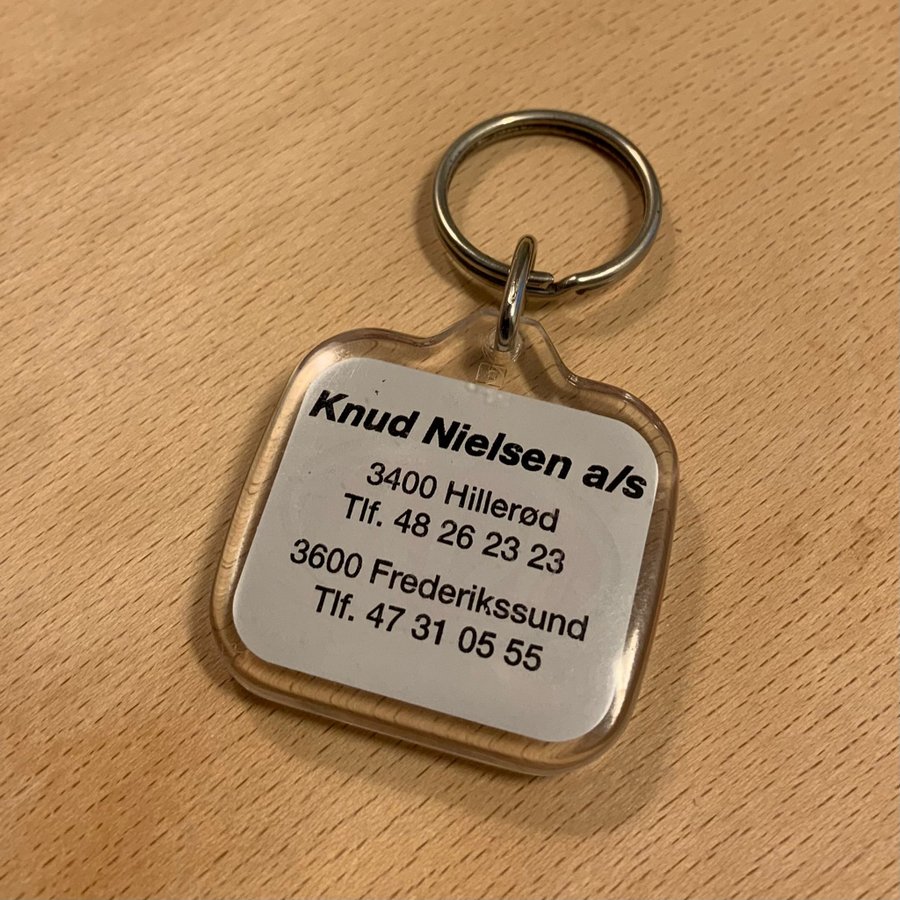 Knud Nielsen a/s
3400 Hillerød
Tlf. 48 26 23 23
3600 Frederikssund
Tlf. 47 31 05 55